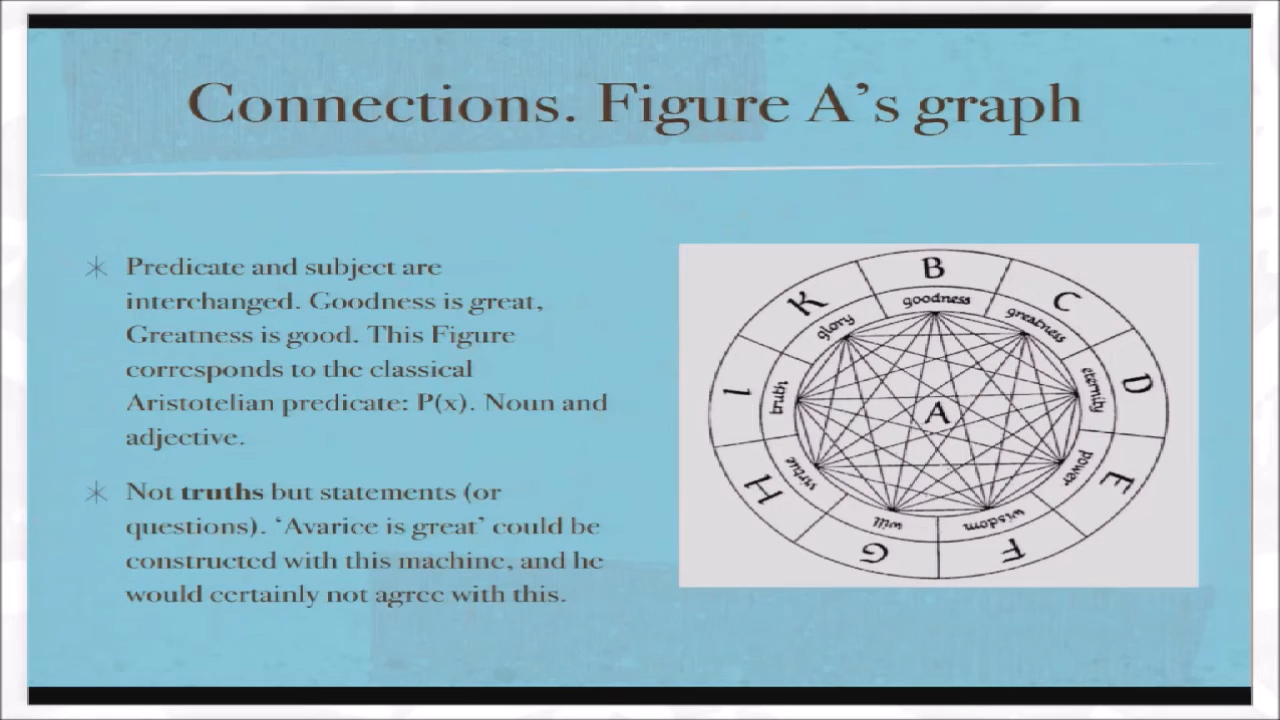 Connections. Figure A's graph
Predicate and subject are
interchanged. Goodness is great,
Greatness is good. This Figure
corresponds to the classical
Aristotelian predicate: P(x). Noun and
adjective.
Not truths but statements (or
questions). 'Avarice is great' could be
constructed with this machine, and he
would certainly not agree with this.
B
C
D
E
F
G
H
I
K
goodness
greatness
eternity
power
wisdom
will
virtue
truth
glory
A